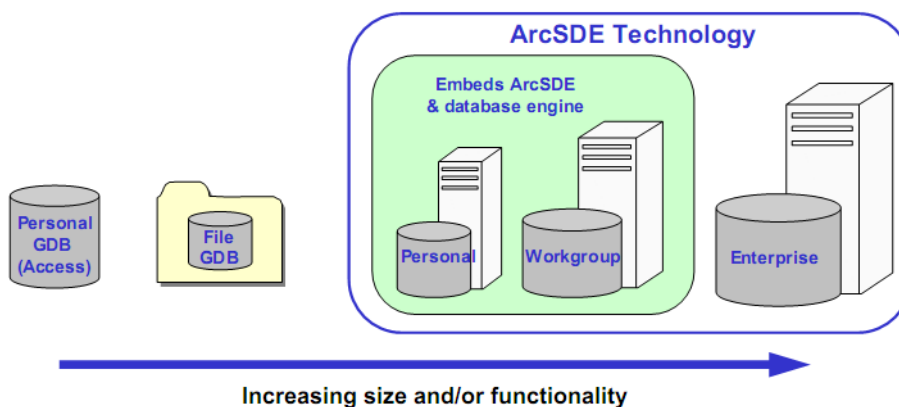 ArcSDE Technology
Embeds ArcSDE
& database engine
Personal
GDB
(Access)
File
GDB
Personal
Workgroup
Enterprise
Increasing size and/or functionality